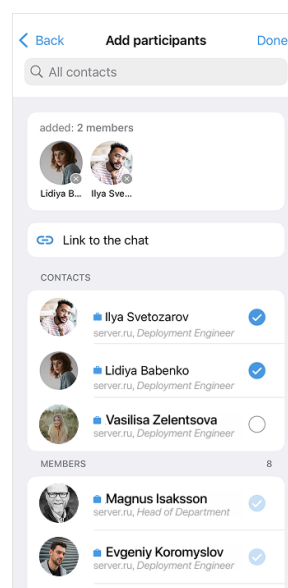 Back Add participants Done
All contacts
added: 2 members
Lidiya B... Ilya Sve...
Link to the chat
CONTACTS
Ilya Svetozarov
server.ru, Deployment Engineer
Lidiya Babenko
server.ru, Deployment Engineer
Vasilisa Zelentsova
server.ru, Deployment Engineer
MEMBERS 8
Magnus Isaksson
server.ru, Head of Department
Evgeniy Koromyslov
server.ru, Deployment Engineer